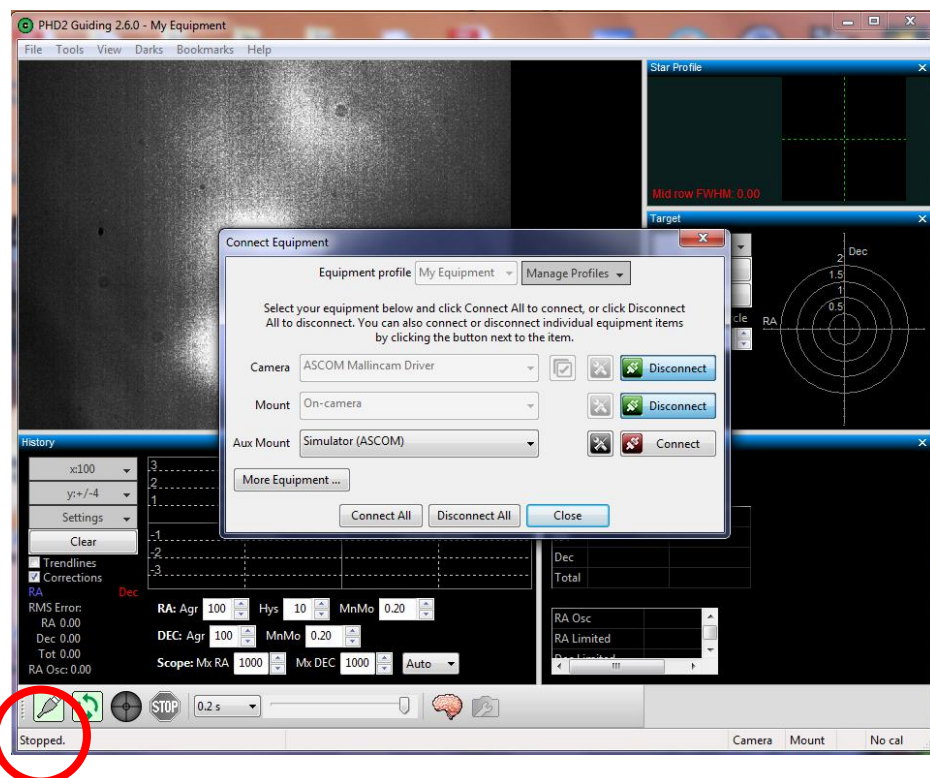 PHD2 Guiding 2.6.0 - My Equipment
File Tools View Darks Bookmarks Help
Star Profile
Mid row FWHM: 0.00
Target
Dec
2
1.5
1
0.5
RA
Connect Equipment
Equipment profile My Equipment Manage Profiles
Select your equipment below and click Connect All to connect, or click Disconnect
All to disconnect. You can also connect or disconnect individual equipment items
by clicking the button next to the item.
Camera ASCOM Mallincam Driver Disconnect
Mount On-camera Disconnect
Aux Mount Simulator (ASCOM) Connect
More Equipment ...
Connect All Disconnect All Close
History
x:100
y:+/-4
Settings
Clear
Trendlines
Corrections
RA Dec
RMS Error:
RA 0.00
Dec 0.00
Tot 0.00
RA Osc: 0.00
3
2
1
-1
-2
-3
RA: Agr 100 Hys 10 MnMo 0.20
DEC: Agr 100 MnMo 0.20
Scope: Mx RA 1000 Mx DEC 1000 Auto
Dec
Total
RA Osc
RA Limited
STOP 0.2 s
Stopped. Camera Mount No cal